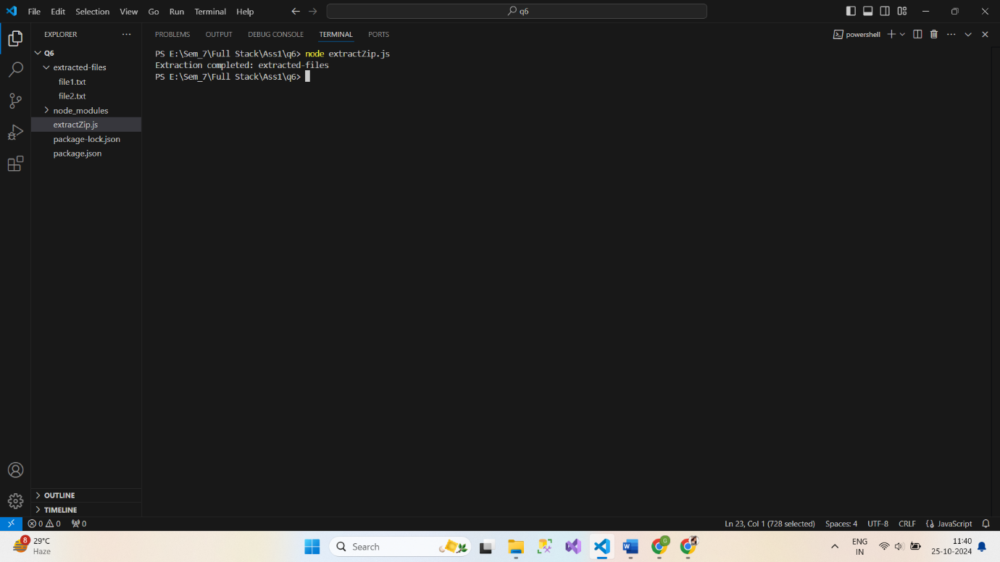 File Edit Selection View Go Run Terminal Help
q6
EXPLORER
Q6
extracted-files
file1.txt
file2.txt
node_modules
extractZip.js
package-lock.json
package.json
OUTLINE
TIMELINE
PROBLEMS OUTPUT DEBUG CONSOLE TERMINAL PORTS
powershell
PS E:\Sem_7\Full Stack\Ass1\q6> node extractZip.js
Extraction completed: extracted-files
PS E:\Sem_7\Full Stack\Ass1\q6>
0 0 0
Ln 23, Col 1 (728 selected) Spaces: 4 UTF-8 CRLF JavaScript
8
29°C
Haze
Search
W
G
ENG
IN
11:40
25-10-2024